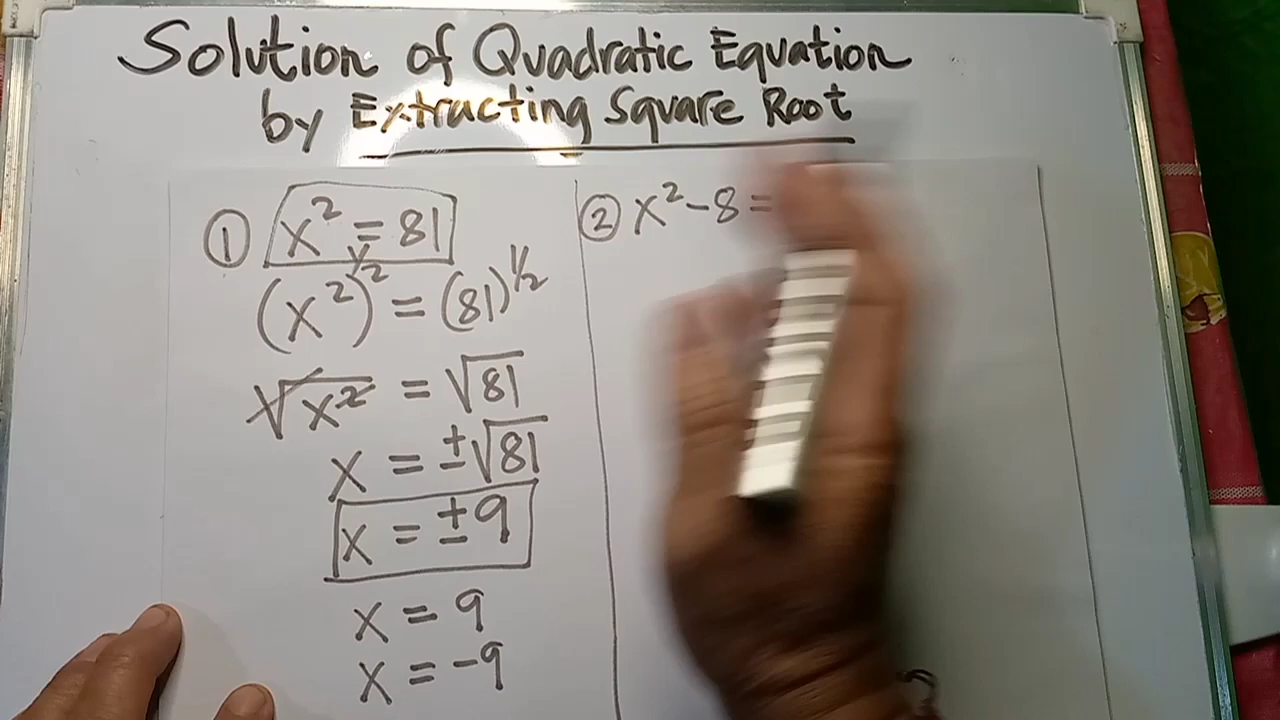 Solution of Quadratic Equation
by Extracting Square Root
① x² = 81
(x²)^½ = (81)^½
√x² = √81
x = ±√81
x = ±9
x = 9
x = -9
② x² - 8 =